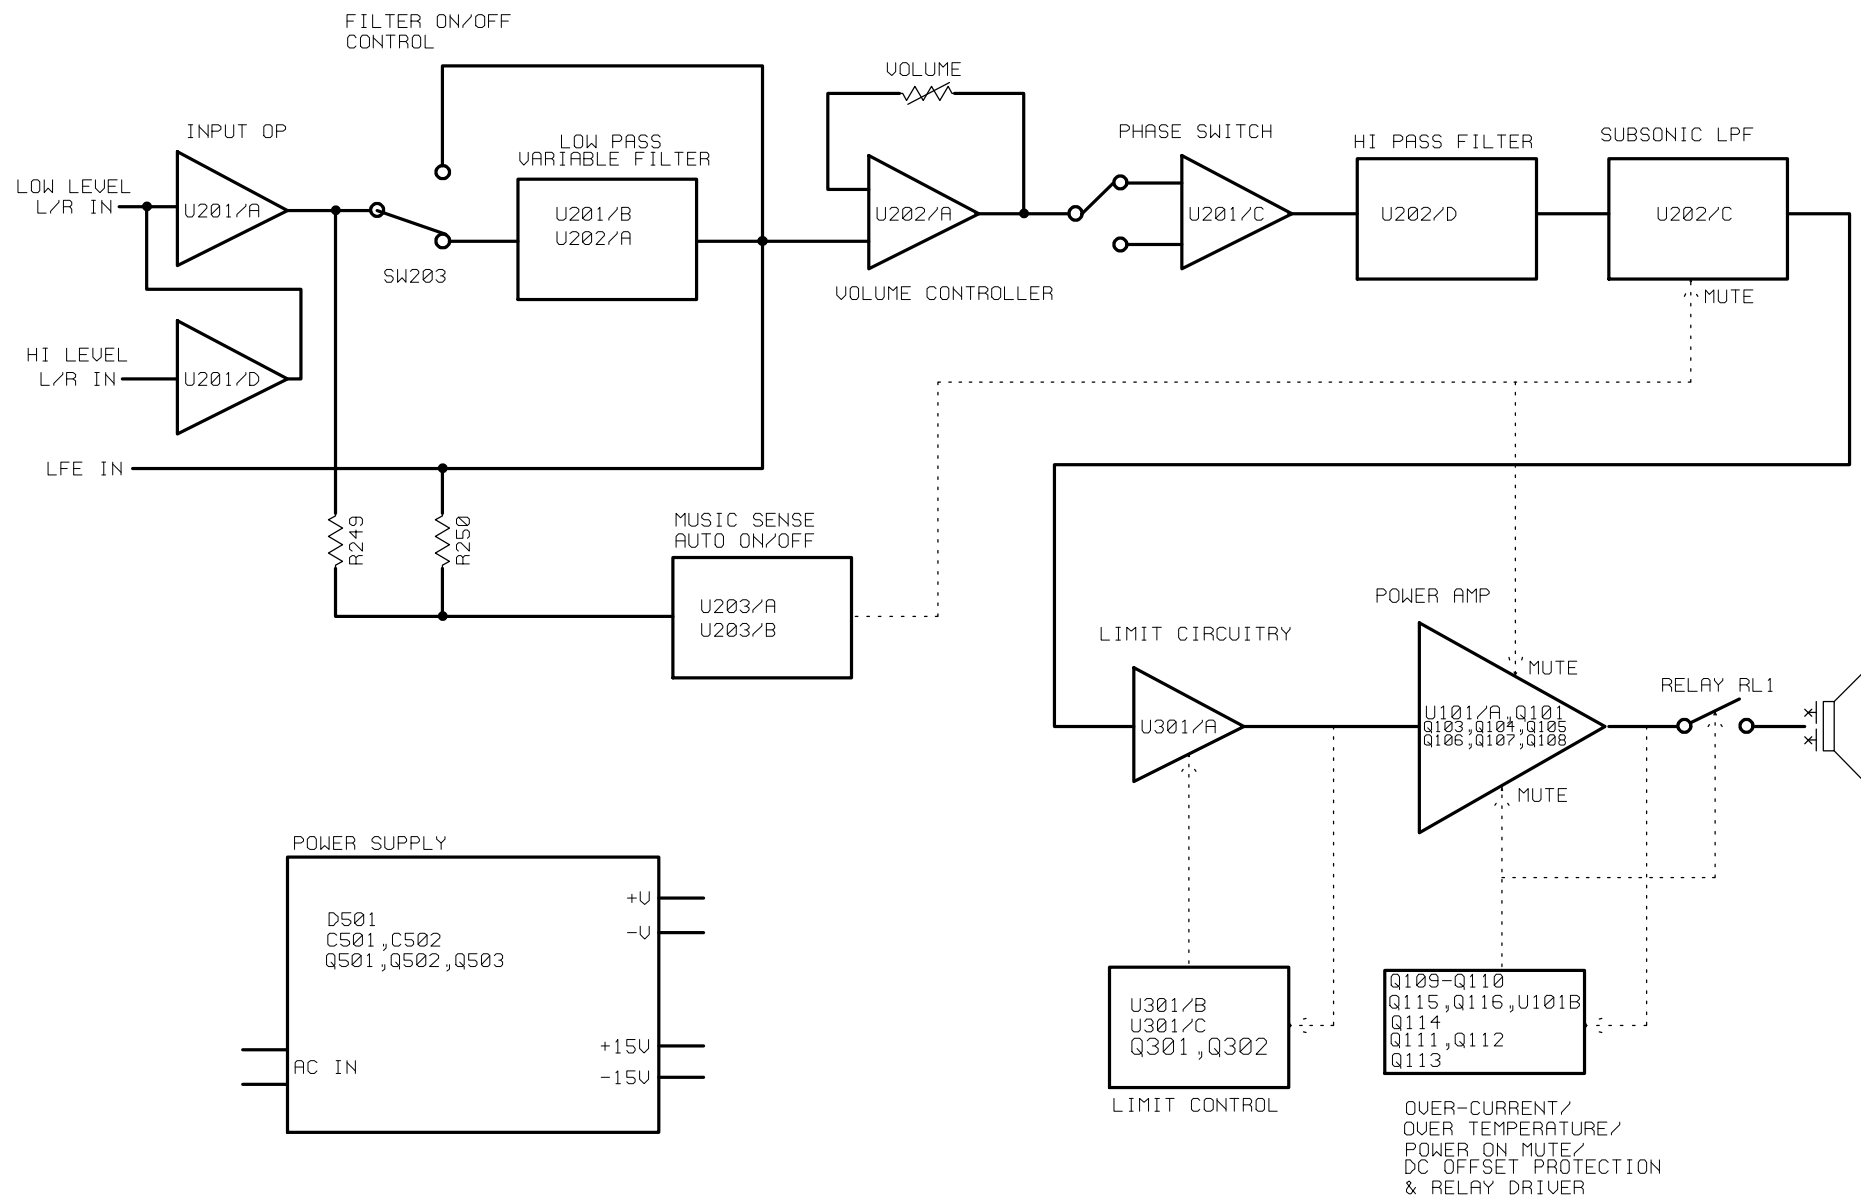 FILTER ON/OFF
CONTROL
VOLUME
INPUT OP
LOW PASS
VARIABLE FILTER
PHASE SWITCH
HI PASS FILTER
SUBSONIC LPF
LOW LEVEL
L/R IN
U201/A
U201/B
U202/A
U202/A
U201/C
U202/D
U202/C
SW203
VOLUME CONTROLLER
MUTE
HI LEVEL
L/R IN
U201/D
LFE IN
R249
R250
MUSIC SENSE
AUTO ON/OFF
U203/A
U203/B
POWER AMP
LIMIT CIRCUITRY
MUTE
RELAY RL1
U301/A
U101/A,Q101
Q103,Q104,Q105
Q106,Q107,Q108
MUTE
POWER SUPPLY
+V
D501
-V
C501,C502
Q501,Q502,Q503
+15V
AC IN
-15V
U301/B
U301/C
Q301,Q302
LIMIT CONTROL
Q109-Q110
Q115,Q116,U101B
Q114
Q111,Q112
Q113
OVER-CURRENT/
OVER TEMPERATURE/
POWER ON MUTE/
DC OFFSET PROTECTION
& RELAY DRIVER